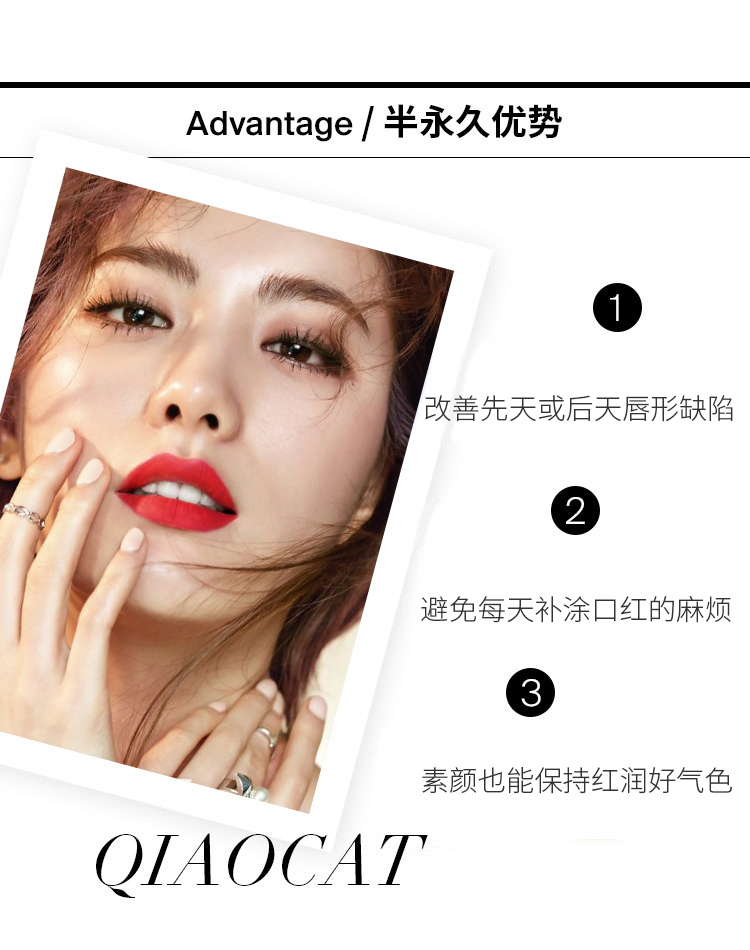 Advantage / 半永久优势
1
改善先天或后天唇形缺陷
2
避免每天补涂口红的麻烦
3
素颜也能保持红润好气色
QIAOCAT